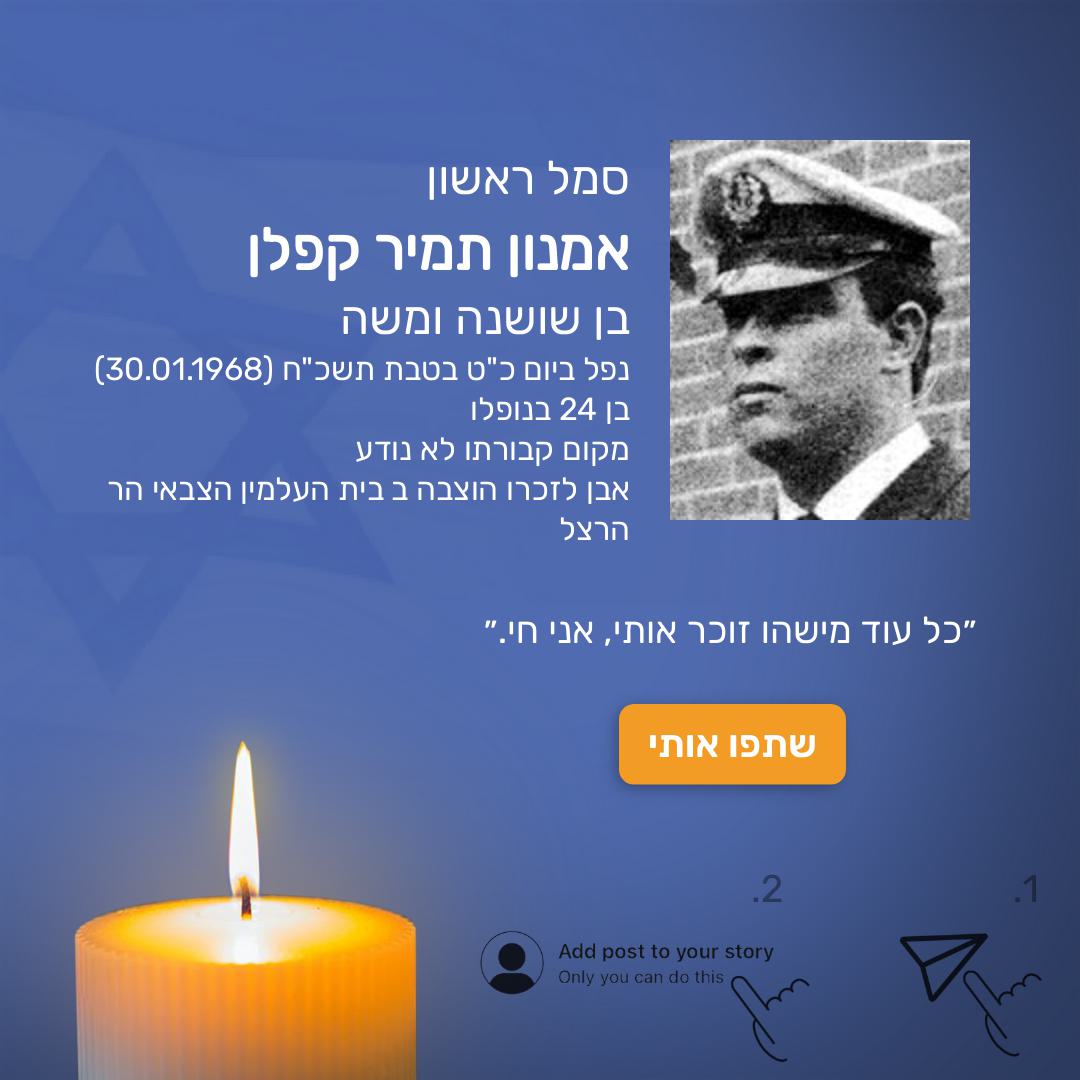 סמל ראשון
אמנון תמיר קפלן
בן שושנה ומשה
נפל ביום כ"ט בטבת תשכ"ח (30.01.1968)
בן 24 בנופלו
מקום קבורתו לא נודע
אבן לזכרו הוצבה ב בית העלמין הצבאי הר
הרצל
״כל עוד מישהו זוכר אותי, אני חי.״
שתפו אותי
.1
.2
Add post to your story
Only you can do this